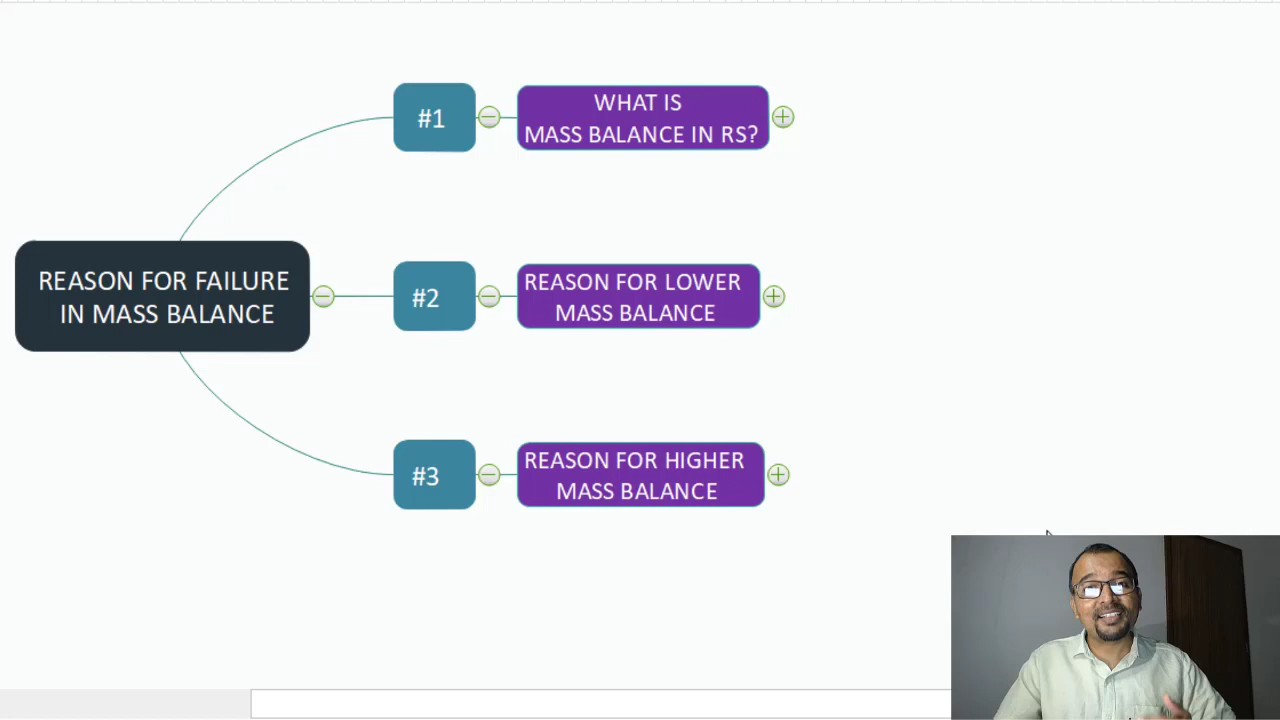 REASON FOR FAILURE
IN MASS BALANCE
#1
WHAT IS
MASS BALANCE IN RS?
#2
REASON FOR LOWER
MASS BALANCE
#3
REASON FOR HIGHER
MASS BALANCE